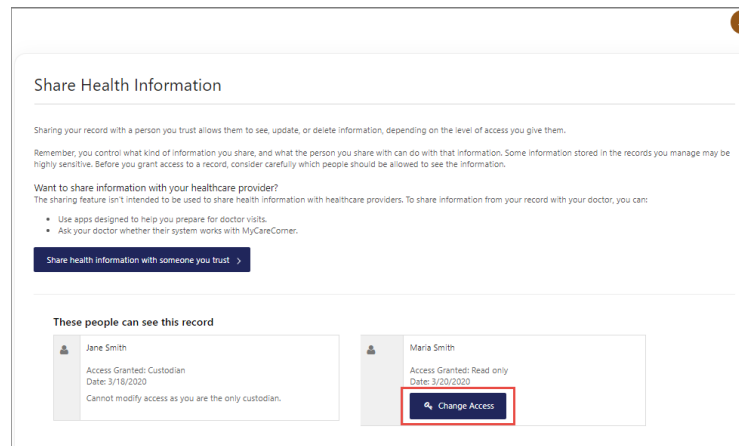 Share Health Information
Sharing your record with a person you trust allows them to see, update, or delete information, depending on the level of access you give them.
Remember, you control what kind of information you share, and what the person you share with can do with that information. Some information stored in the records you manage may be
highly sensitive. Before you grant access to a record, consider carefully which people should be allowed to see the information.
Want to share information with your healthcare provider?
The sharing feature isn't intended to be used to share health information with healthcare providers. To share information from your record with your doctor, you can:
• Use apps designed to help you prepare for doctor visits.
• Ask your doctor whether their system works with MyCareCorner.
Share health information with someone you trust >
These people can see this record
Jane Smith
Access Granted: Custodian
Date: 3/18/2020
Cannot modify access as you are the only custodian.
Maria Smith
Access Granted: Read only
Date: 3/20/2020
Change Access